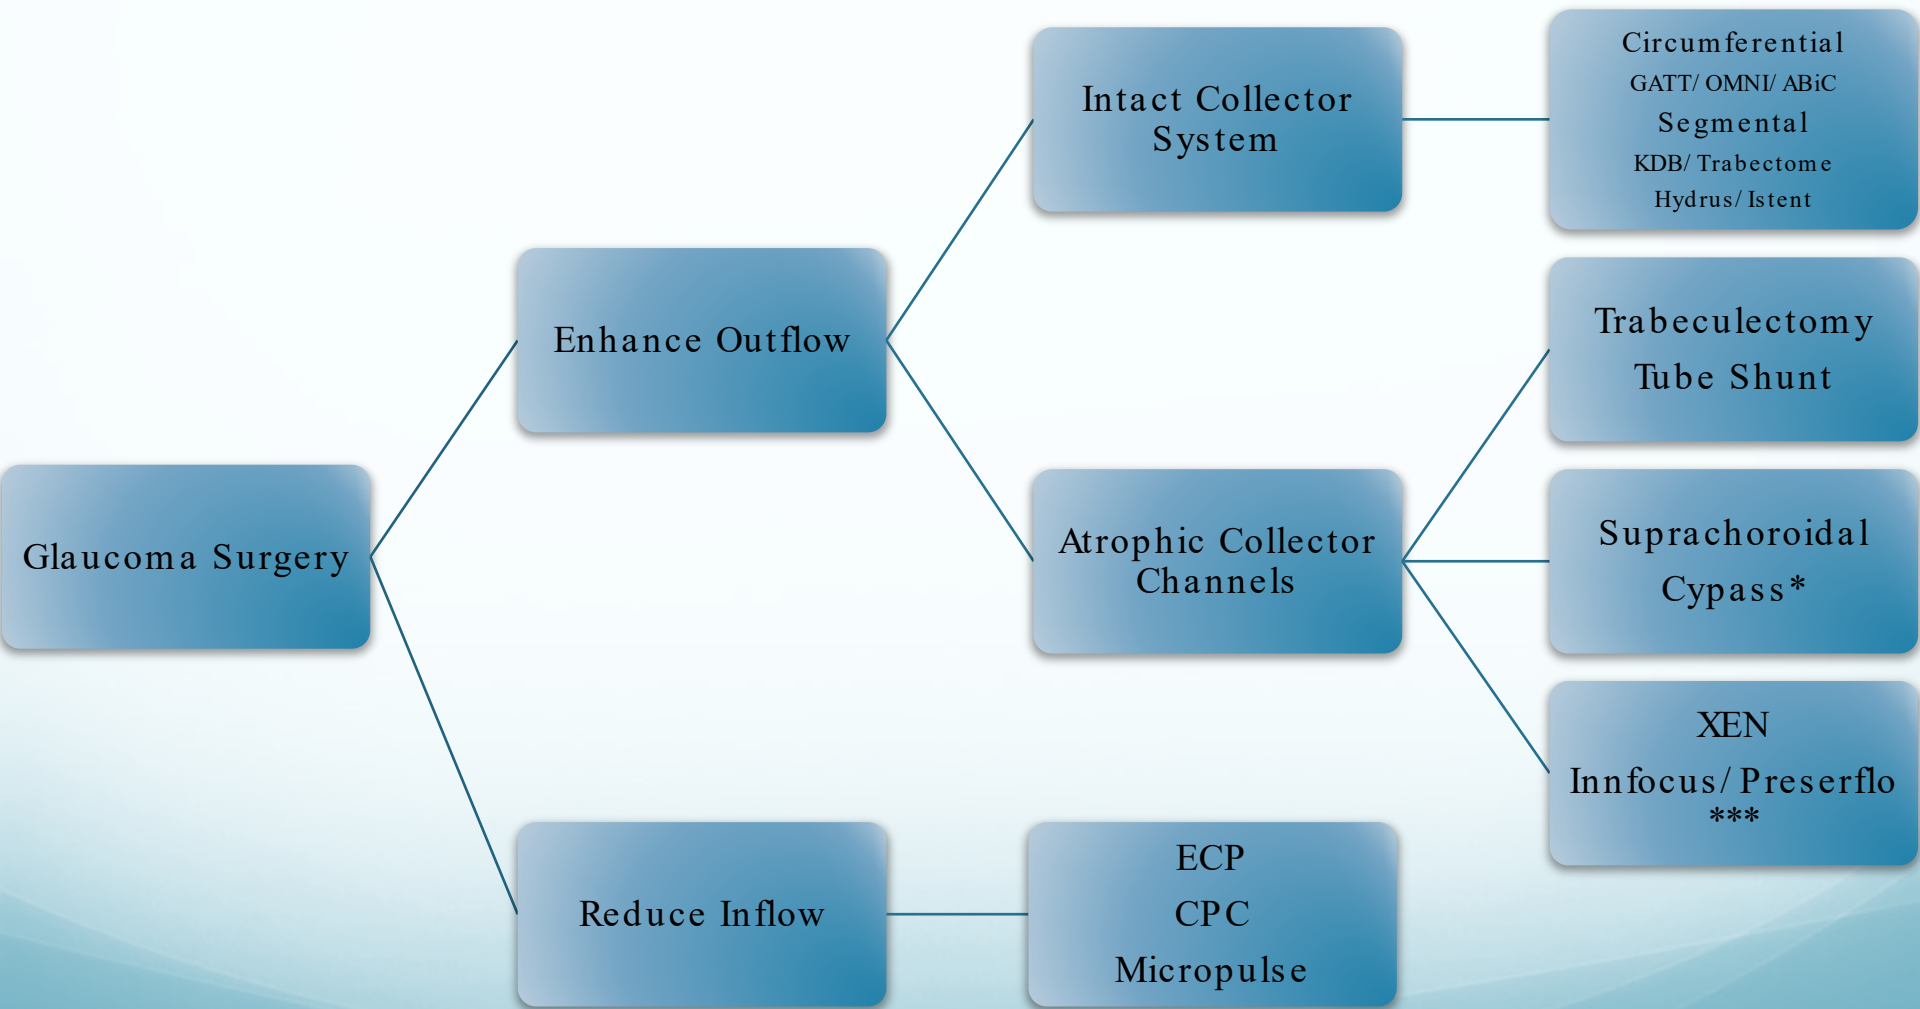 Glaucoma Surgery
Enhance Outflow
Intact Collector
System
Circumferential
GATT/ OMNI/ ABiC
Segmental
KDB/ Trabectome
Hydrus/ Istent
Atrophic Collector
Channels
Trabeculectomy
Tube Shunt
Suprachoroidal
Cypass*
XEN
Innfocus/ Preserflo
***
Reduce Inflow
ECP
CPC
Micropulse